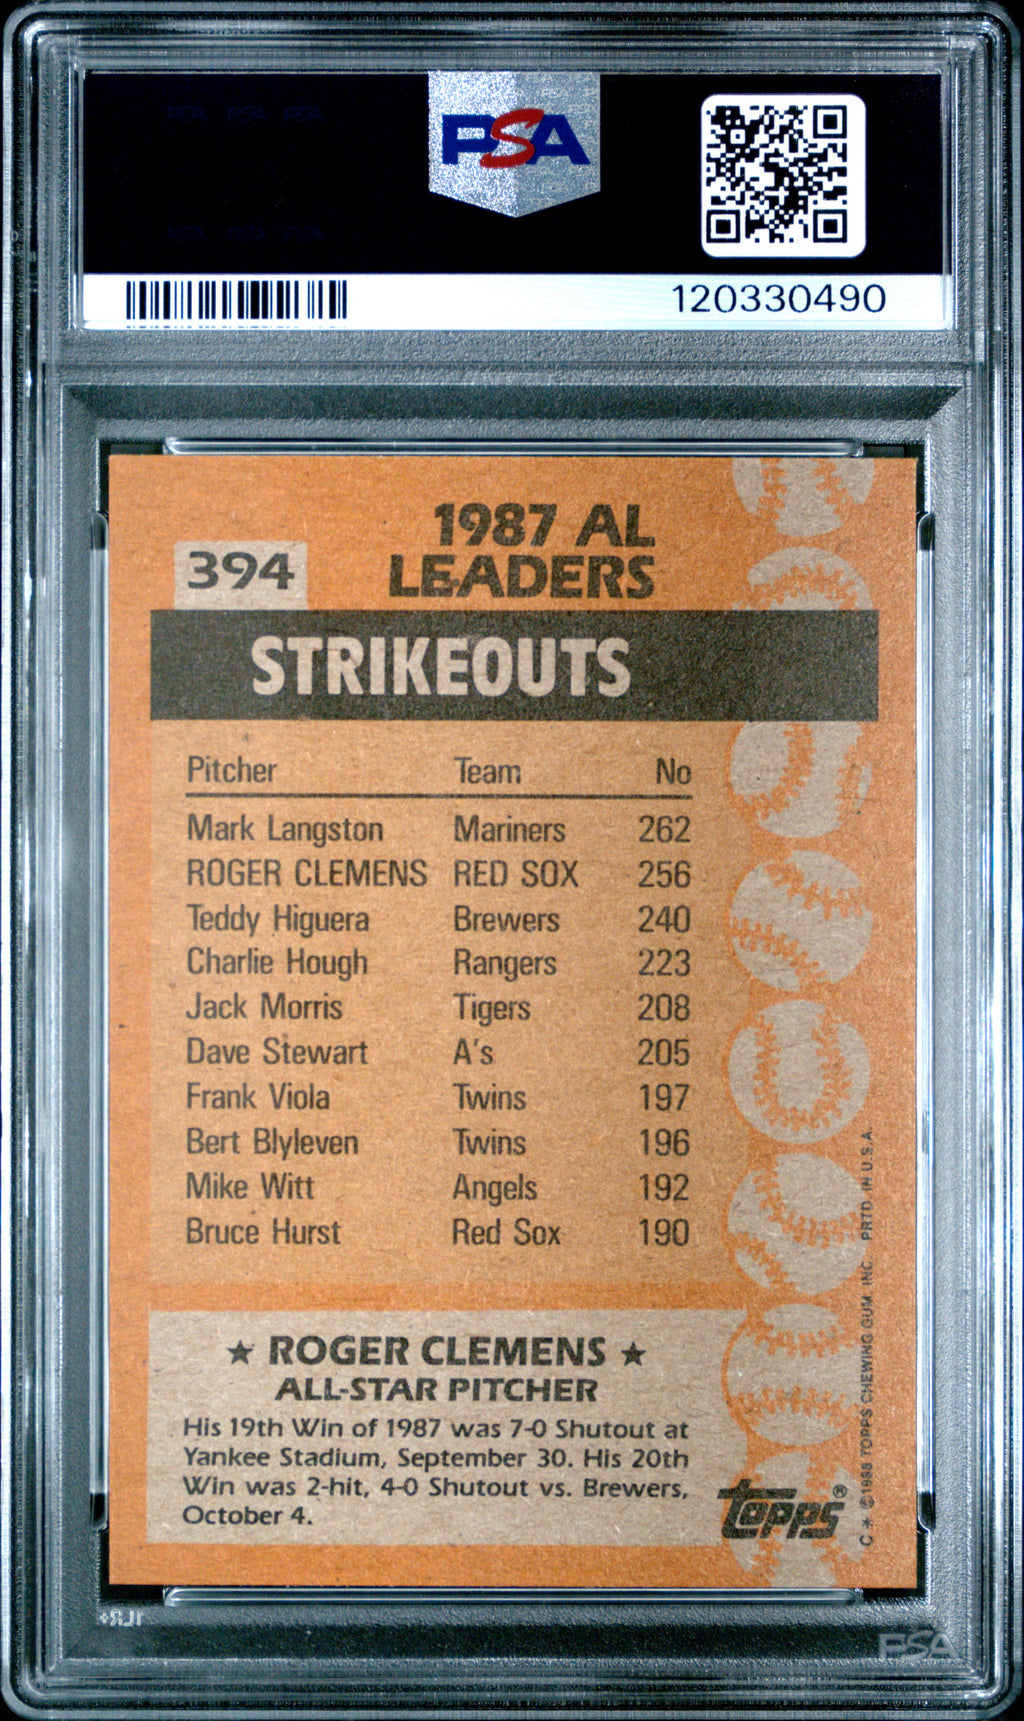 PSA
120330490
394
1987 AL
LEADERS
STRIKEOUTS
Pitcher Team No
Mark Langston Mariners 262
ROGER CLEMENS RED SOX 256
Teddy Higuera Brewers 240
Charlie Hough Rangers 223
Jack Morris Tigers 208
Dave Stewart A's 205
Frank Viola Twins 197
Bert Blyleven Twins 196
Mike Witt Angels 192
Bruce Hurst Red Sox 190
★ ROGER CLEMENS ★
ALL-STAR PITCHER
His 19th Win of 1987 was 7-0 Shutout at
Yankee Stadium, September 30. His 20th
Win was 2-hit, 4-0 Shutout vs. Brewers,
October 4.
topps®
C * ©1988 TOPPS CHEWING GUM, INC. PRTD. IN U.S.A.
PSA